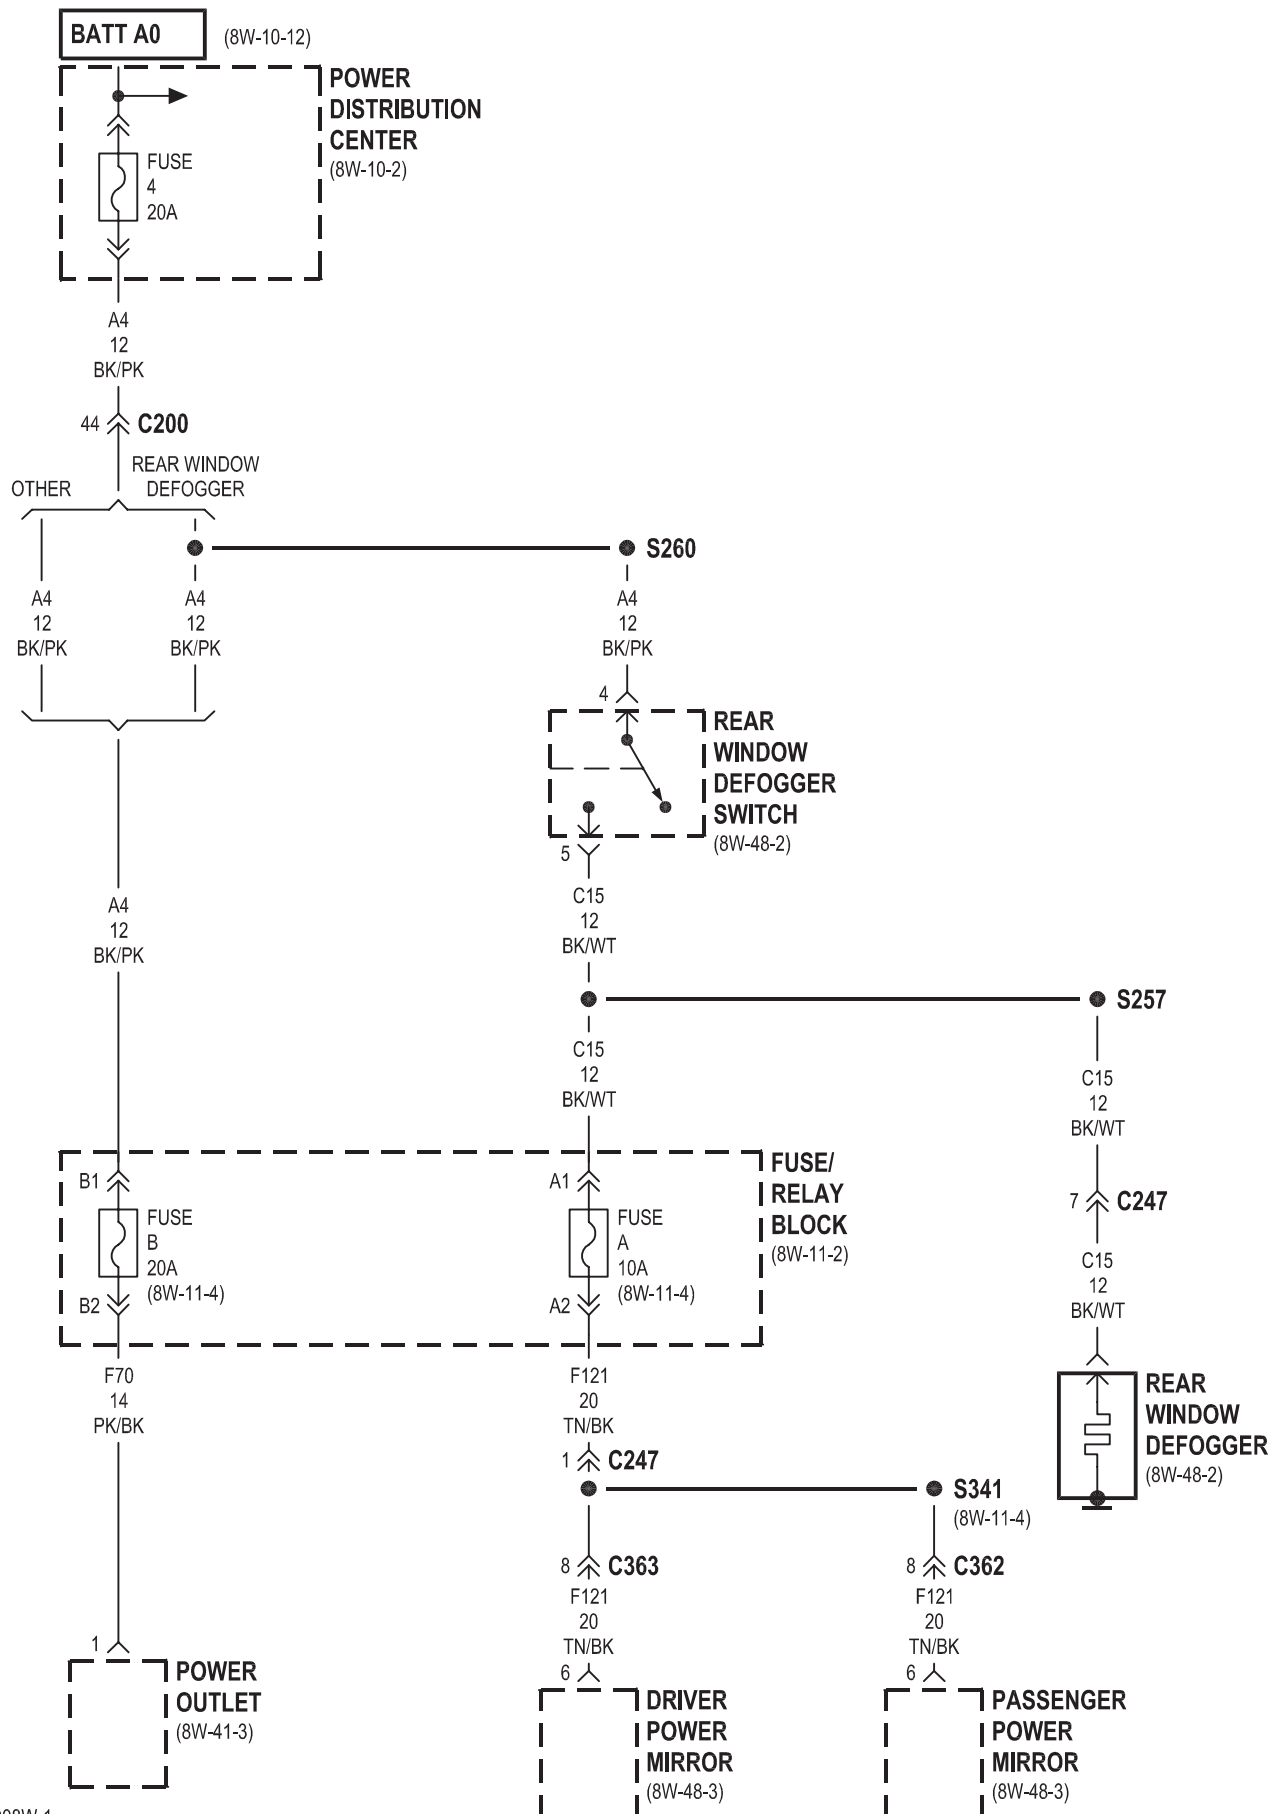 BATT A0
(8W-10-12)
POWER
DISTRIBUTION
CENTER
(8W-10-2)
FUSE
4
20A
A4
12
BK/PK
44
C200
REAR WINDOW
DEFOGGER
OTHER
S260
A4
12
BK/PK
A4
12
BK/PK
A4
12
BK/PK
4
REAR
WINDOW
DEFOGGER
SWITCH
(8W-48-2)
5
C15
12
BK/WT
A4
12
BK/PK
S257
C15
12
BK/WT
C15
12
BK/WT
FUSE/
RELAY
BLOCK
(8W-11-2)
B1
FUSE
B
20A
(8W-11-4)
B2
A1
FUSE
A
10A
(8W-11-4)
A2
7
C247
C15
12
BK/WT
F70
14
PK/BK
F121
20
TN/BK
1
C247
REAR
WINDOW
DEFOGGER
(8W-48-2)
S341
(8W-11-4)
8
C363
F121
20
TN/BK
6
8
C362
F121
20
TN/BK
6
1
POWER
OUTLET
(8W-41-3)
DRIVER
POWER
MIRROR
(8W-48-3)
PASSENGER
POWER
MIRROR
(8W-48-3)